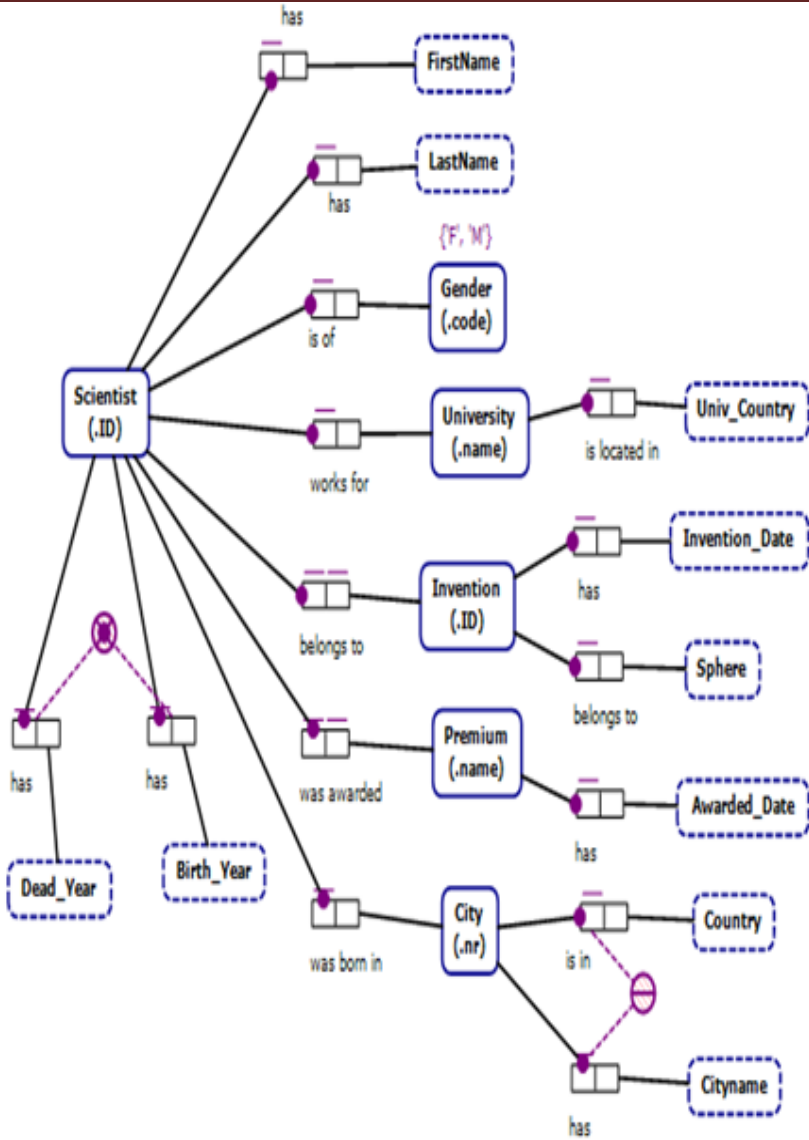 has
FirstName
LastName
has
{'F', 'M'}
Gender
(.code)
is of
Scientist
(.ID)
University
(.name)
Univ_Country
works for
is located in
Invention_Date
Invention
(.ID)
has
belongs to
Sphere
belongs to
Premium
(.name)
has
has
was awarded
Awarded_Date
has
Birth_Year
Dead_Year
City
(.nr)
Country
was born in
is in
Cityname
has